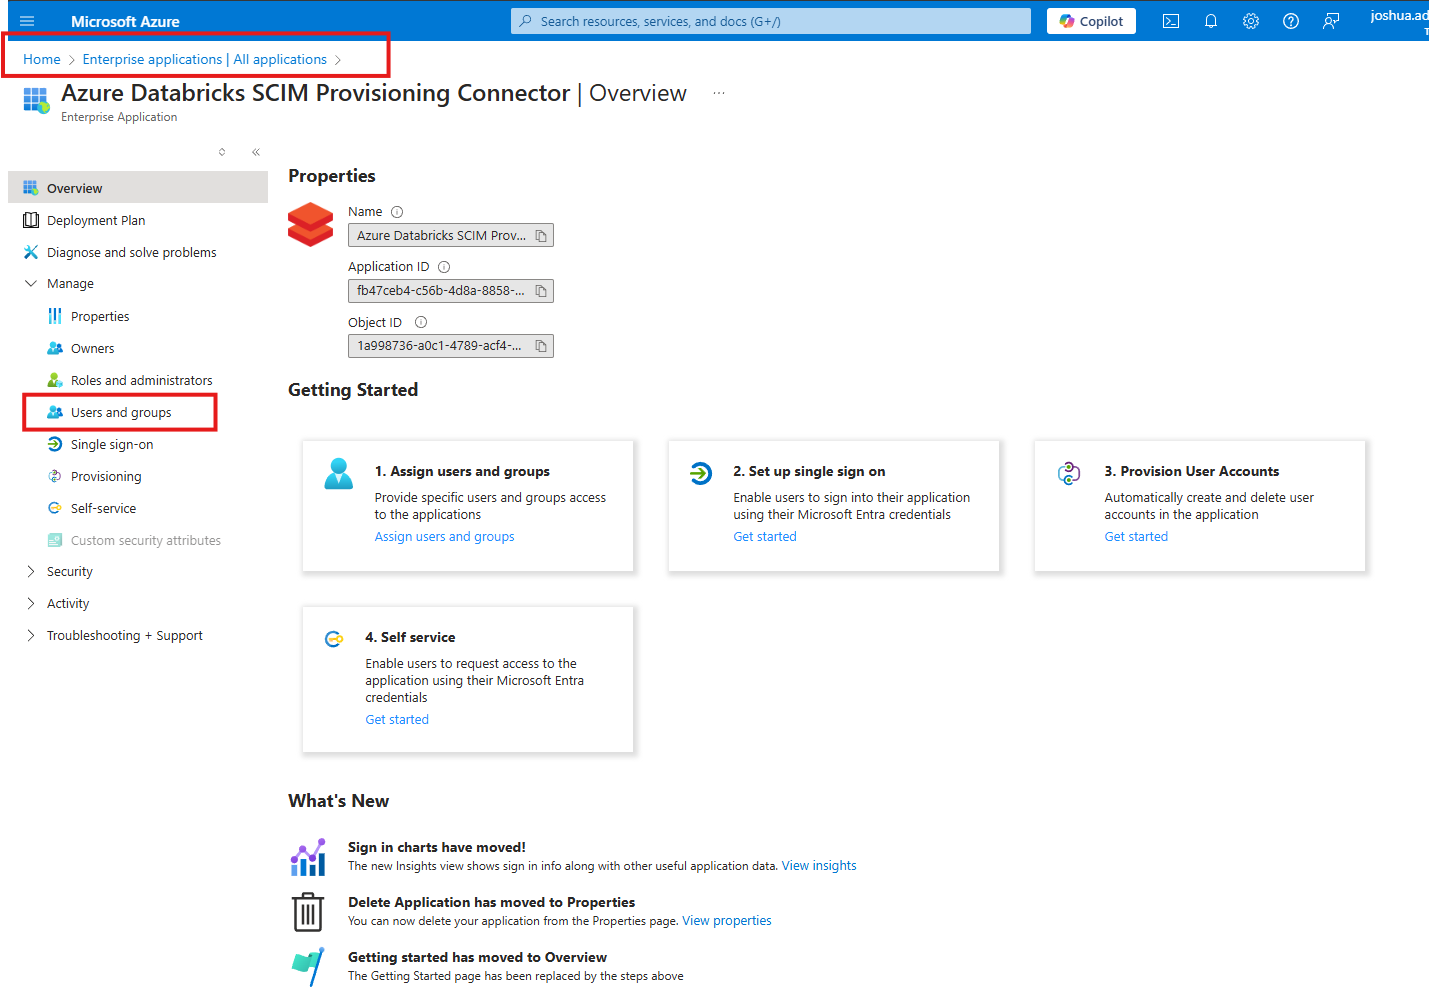 Microsoft Azure
Search resources, services, and docs (G+/)
Copilot
joshua.ad
Home > Enterprise applications | All applications >
Azure Databricks SCIM Provisioning Connector | Overview ...
Enterprise Application
Overview
Deployment Plan
Diagnose and solve problems
Manage
Properties
Owners
Roles and administrators
Users and groups
Single sign-on
Provisioning
Self-service
Custom security attributes
Security
Activity
Troubleshooting + Support
Properties
Name
Azure Databricks SCIM Prov...
Application ID
fb47ceb4-c56b-4d8a-8858-...
Object ID
1a998736-a0c1-4789-acf4-...
Getting Started
1. Assign users and groups
Provide specific users and groups access
to the applications
Assign users and groups
2. Set up single sign on
Enable users to sign into their application
using their Microsoft Entra credentials
Get started
3. Provision User Accounts
Automatically create and delete user
accounts in the application
Get started
4. Self service
Enable users to request access to the
application using their Microsoft Entra
credentials
Get started
What's New
Sign in charts have moved!
The new Insights view shows sign in info along with other useful application data. View insights
Delete Application has moved to Properties
You can now delete your application from the Properties page. View properties
Getting started has moved to Overview
The Getting Started page has been replaced by the steps above